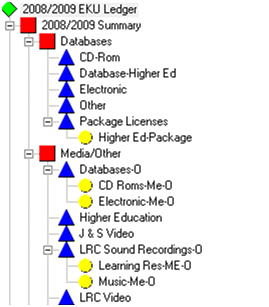 2008/2009 EKU Ledger
2008/2009 Summary
Databases
CD-Rom
Database-Higher Ed
Electronic
Other
Package Licenses
Higher Ed-Package
Media/Other
Databases-O
CD Roms-Me-O
Electronic-Me-O
Higher Education
J & S Video
LRC Sound Recordings-O
Learning Res-ME-O
Music-Me-O
LRC Video